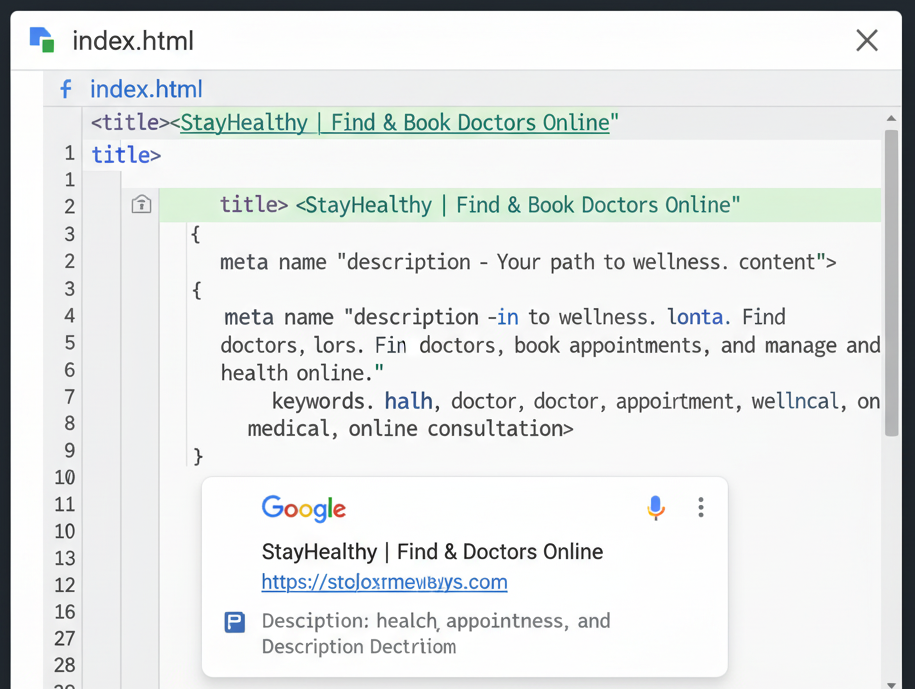 index.html
index.html
<title><StayHealthy | Find & Book Doctors Online"
1 title>
1
2 title> <StayHealthy | Find & Book Doctors Online"
3 {
2 meta name "description - Your path to wellness. content">
3 {
4 meta name "description -in to wellness. lonta. Find
5 doctors, lors. Fin doctors, book appointments, and manage and
6 health online."
7 keywords. halh, doctor, doctor, appoirtment, wellncal, on
8 medical, online consultation>
9 }
10
11
10
13
12
16
27
28
Google
StayHealthy | Find & Doctors Online
Desciption: healch, appointness, and
Description Dectrtiom